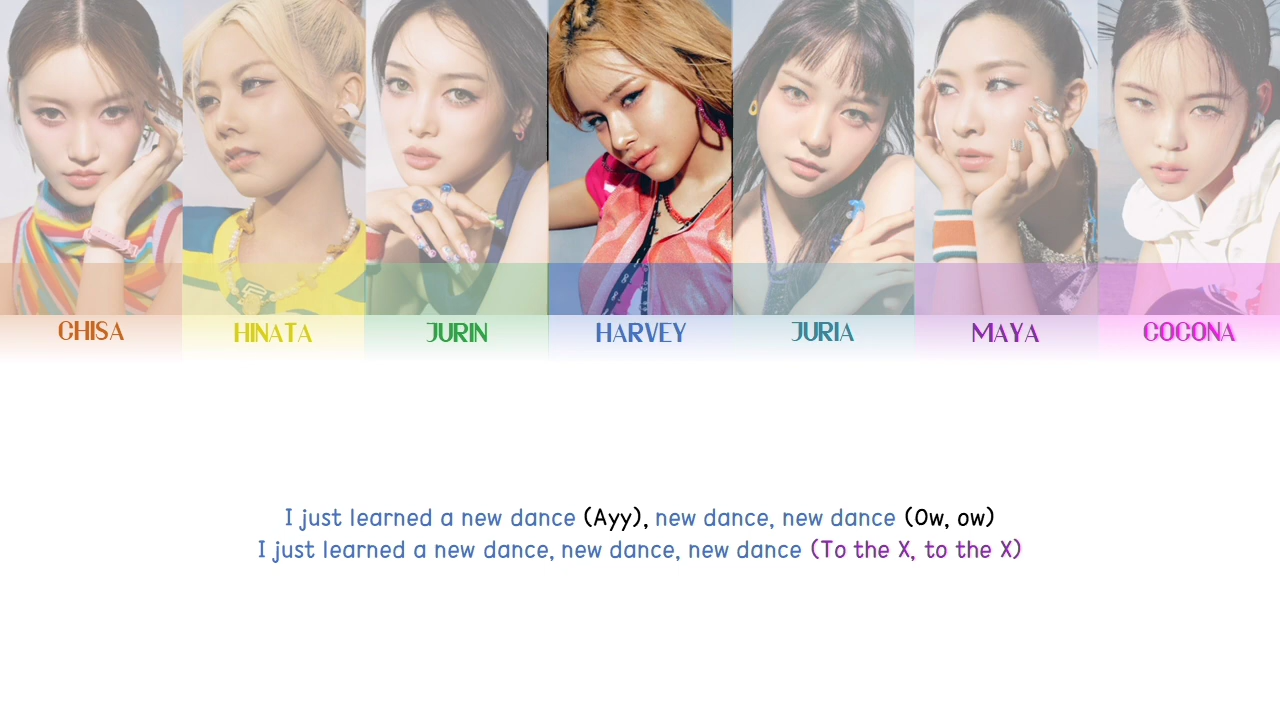 CHISA HINATA JURIN HARVEY JURIA MAYA COCONA
I just learned a new dance (Ayy), new dance, new dance (Ow, ow)
I just learned a new dance, new dance, new dance (To the X, to the X)